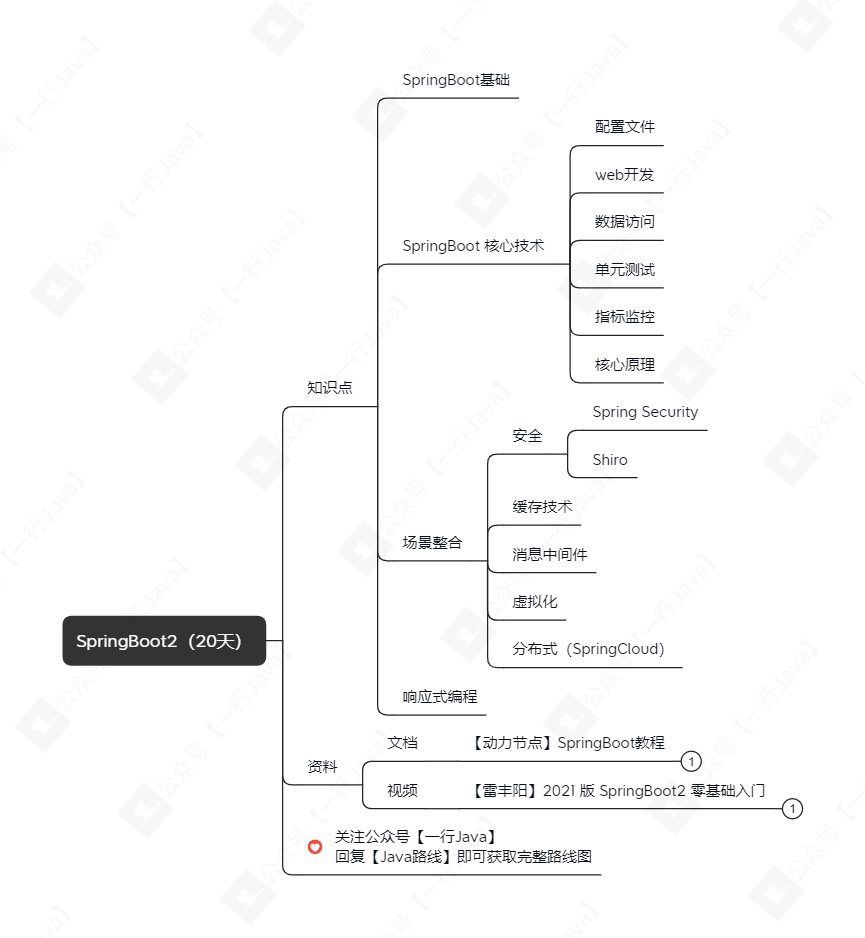 SpringBoot基础
配置文件
web开发
数据访问
SpringBoot 核心技术
单元测试
指标监控
核心原理
知识点
Spring Security
安全
Shiro
缓存技术
场景整合
消息中间件
虚拟化
分布式（SpringCloud）
SpringBoot2（20天）
响应式编程
文档
【动力节点】SpringBoot教程
1
资料
视频
【雷丰阳】2021 版 SpringBoot2 零基础入门
1
关注公众号【一行Java】
回复【Java路线】即可获取完整路线图
公众号【一行Java】